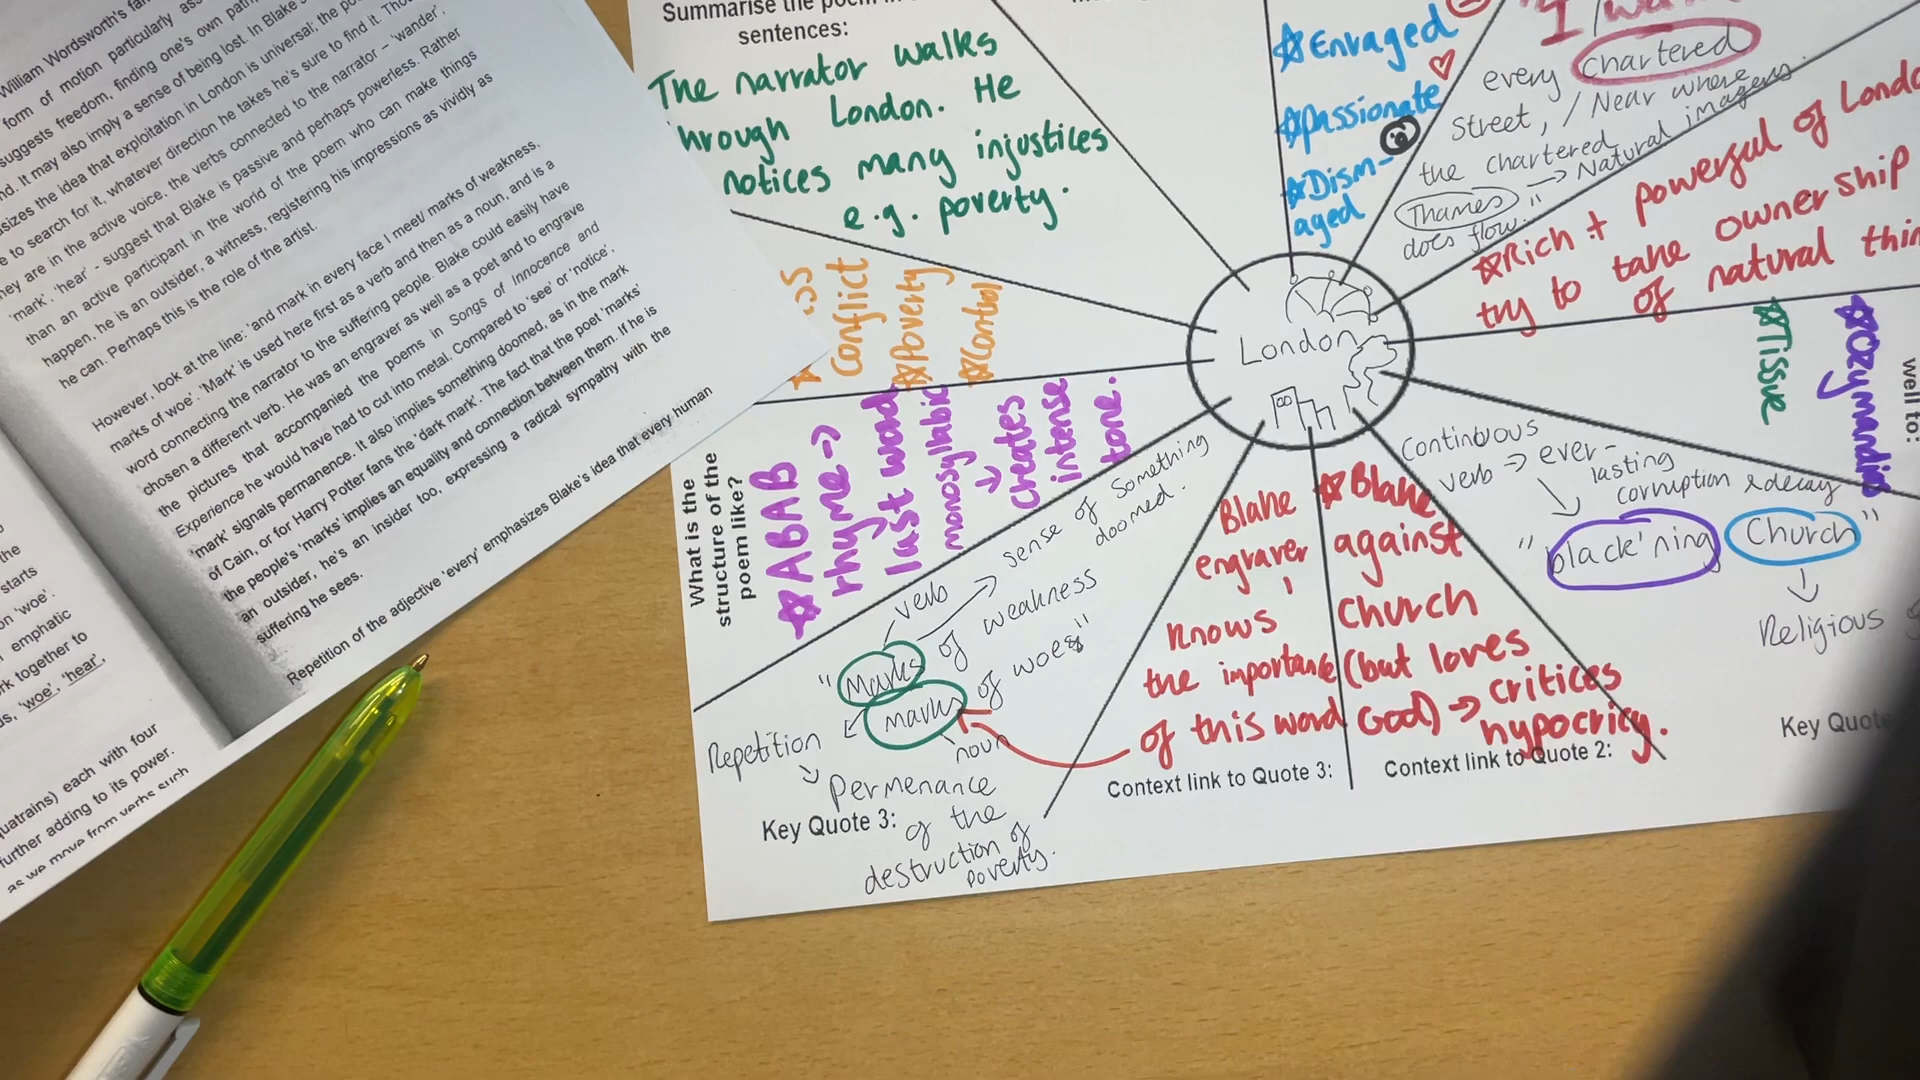 William Wordsworth's
form of motion particularly
suggests freedom, finding one's own
It may also imply a sense of being lost. In Blake's
the idea that exploitation in London is universal; the
to search for it, whatever direction he takes he's sure to find it.
they are in the active voice, the verbs connected to the narrator – 'wander',
'mark', 'hear' - suggest that Blake is passive and perhaps powerless. Rather
than an active participant in the world of the poem who can make things
happen, he is an outsider, a witness, registering his impressions as vividly as
he can. Perhaps this is the role of the artist.
However, look at the line: 'and mark in every face I meet/ marks of weakness,
marks of woe'. 'Mark' is used here first as a verb and then as a noun, and is a
word connecting the narrator to the suffering people. Blake could easily have
chosen a different verb. He was an engraver as well as a poet and to engrave
the pictures that accompanied the poems in Songs of Innocence and
Experience he would have had to cut into metal. Compared to 'see' or 'notice',
'mark' signals permanence. It also implies something doomed, as in the mark
of Cain, or for Harry Potter fans the 'dark mark'. The fact that the poet 'marks'
the people's 'marks' implies an equality and connection between them. If he is
an outsider, he's an insider too, expressing a radical sympathy with the
suffering he sees.
Repetition of the adjective 'every' emphasizes Blake's idea that every human
the
starts
on 'woe'.
emphatic
together to
'woe', 'hear',
quatrains) each with four
further adding to its power.
as we move from verbs such
Summarise the poem in
sentences:
The narrator walks
hrough London. He
notices many injustices
e.g. poverty.
Conflict
Poverty
Control
What is the
structure of the
poem like?
ABAB
rhyme →
last word
monosyllabic
↓
creates
intense
tone.
Enraged
Passionate
Dism-
aged
every chartered
Street, / Near where
the chartered
Thames
does flow."
→ Natural imagery.
Rich + powerful of
try to take ownership
of natural
London
Tissue
Ozymandias
well to:
Continuous
verb → ever-
lasting
corruption & decay
"black'ning Church"
Religious
Key Quote
Blake against
church
(but loves
God) → critices
hypocricy.
Context link to Quote 2:
Blake
engraver
knows
the importance
of this word
Context link to Quote 3:
verb → sense of something
doomed.
"Marks of weakness
marks of woes"
noun
Repetition
Permenance
of the
destruction of
poverty.
Key Quote 3: